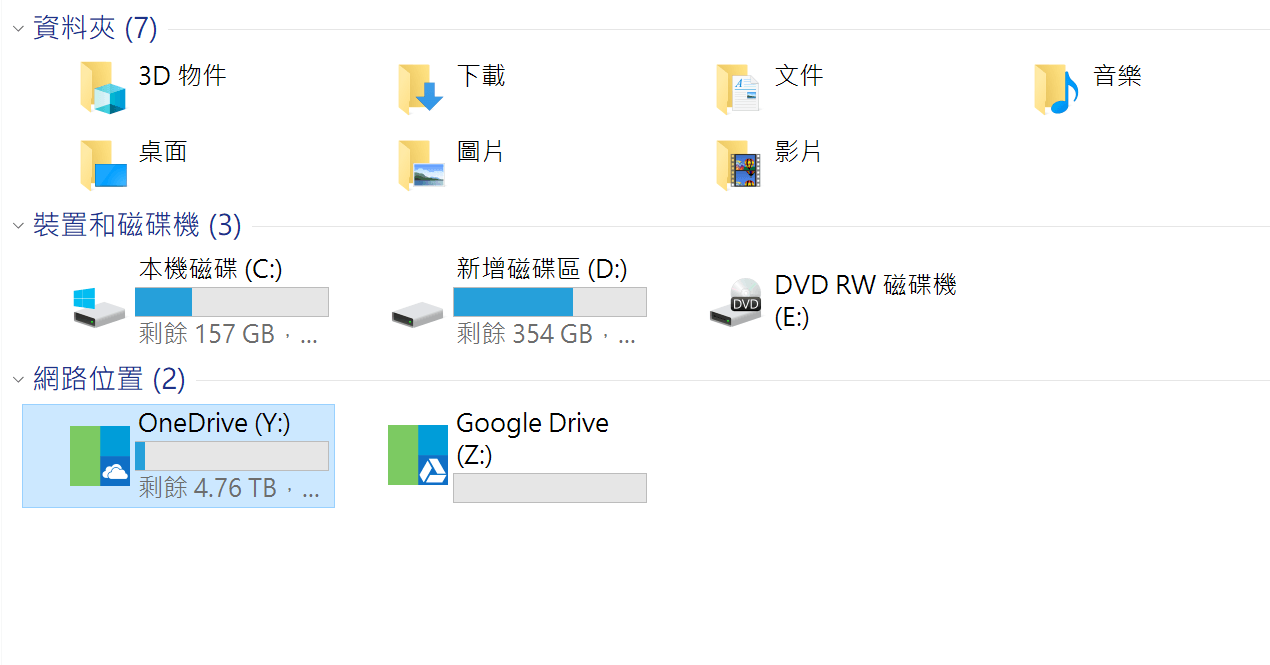 資料夾 (7)
3D 物件
下載
文件
音樂
桌面
圖片
影片
裝置和磁碟機 (3)
本機磁碟 (C:)
剩餘 157 GB，...
新增磁碟區 (D:)
剩餘 354 GB，...
DVD RW 磁碟機
(E:)
DVD
網路位置 (2)
OneDrive (Y:)
剩餘 4.76 TB，...
Google Drive
(Z:)